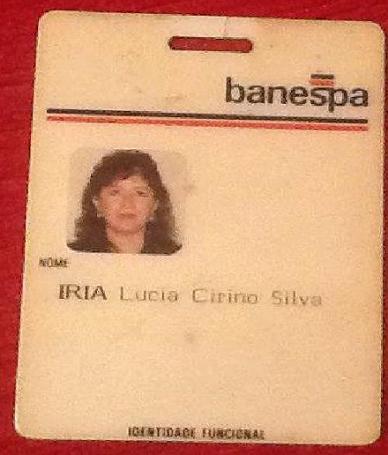 banespa
NOME
IRIA Lucia Cirino Silva
IDENTIDADE FUNCIONAL